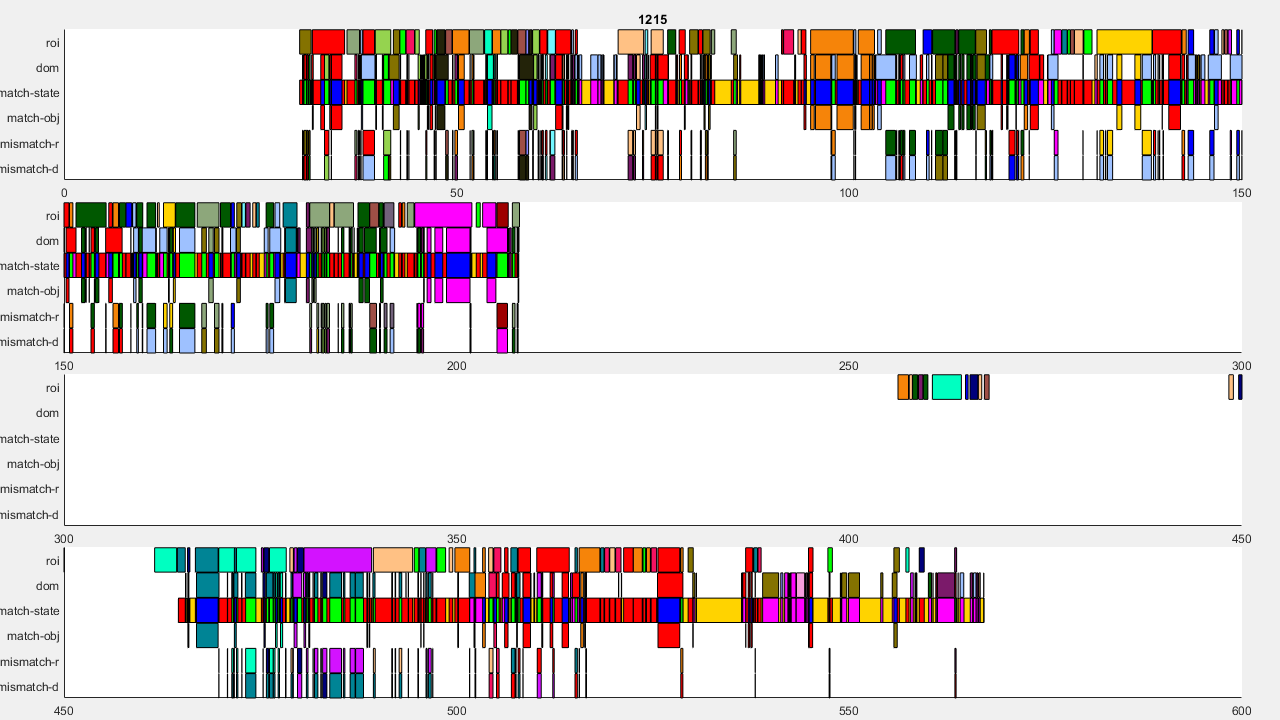 1215
roi
dom
match-state
match-obj
mismatch-r
mismatch-d
0 50 100 150
roi
dom
match-state
match-obj
mismatch-r
mismatch-d
150 200 250 300
roi
dom
match-state
match-obj
mismatch-r
mismatch-d
300 350 400 450
roi
dom
match-state
match-obj
mismatch-r
mismatch-d
450 500 550 600